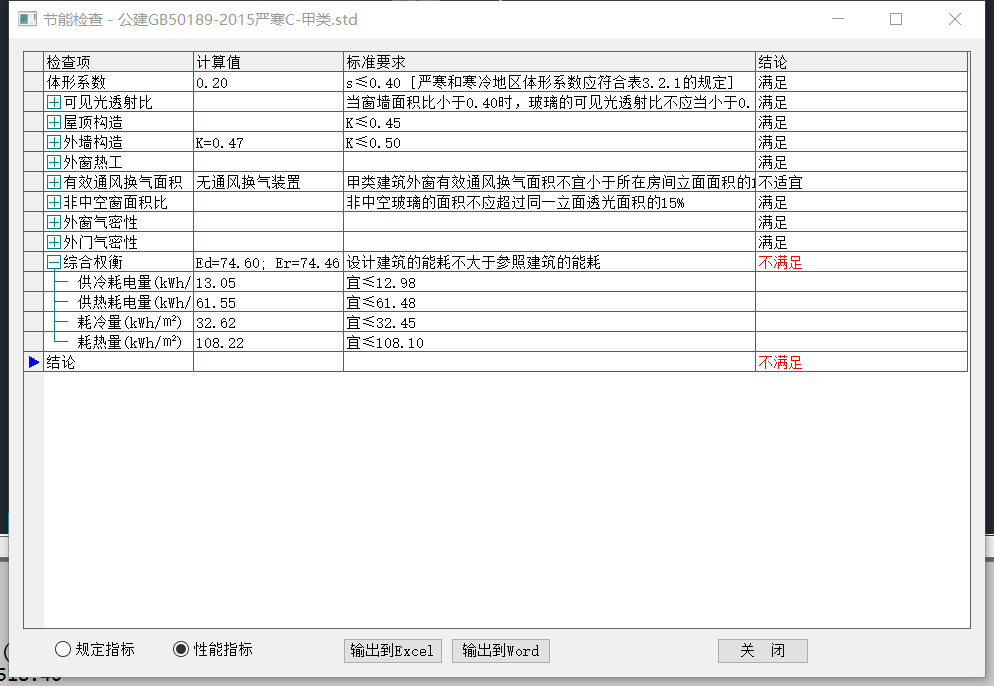 节能检查 - 公建GB50189-2015严寒C-甲类.std
检查项 计算值 标准要求 结论
体形系数 0.20 s≤0.40 [严寒和寒冷地区体形系数应符合表3.2.1的规定] 满足
可见光透射比 当窗墙面积比小于0.40时，玻璃的可见光透射比不应当小于0. 满足
屋顶构造 K≤0.45 满足
外墙构造 K=0.47 K≤0.50 满足
外窗热工 满足
有效通风换气面积 无通风换气装置 甲类建筑外窗有效通风换气面积不宜小于所在房间立面面积的1 不适宜
非中空窗面积比 非中空玻璃的面积不应超过同一立面透光面积的15% 满足
外窗气密性 满足
外门气密性 满足
综合权衡 Ed=74.60; Er=74.46 设计建筑的能耗不大于参照建筑的能耗 不满足
供冷耗电量(kWh/ 13.05 宜≤12.98
供热耗电量(kWh/ 61.55 宜≤61.48
耗冷量(kWh/m²) 32.62 宜≤32.45
耗热量(kWh/m²) 108.22 宜≤108.10
结论 不满足
规定指标 性能指标 输出到Excel 输出到Word 关 闭